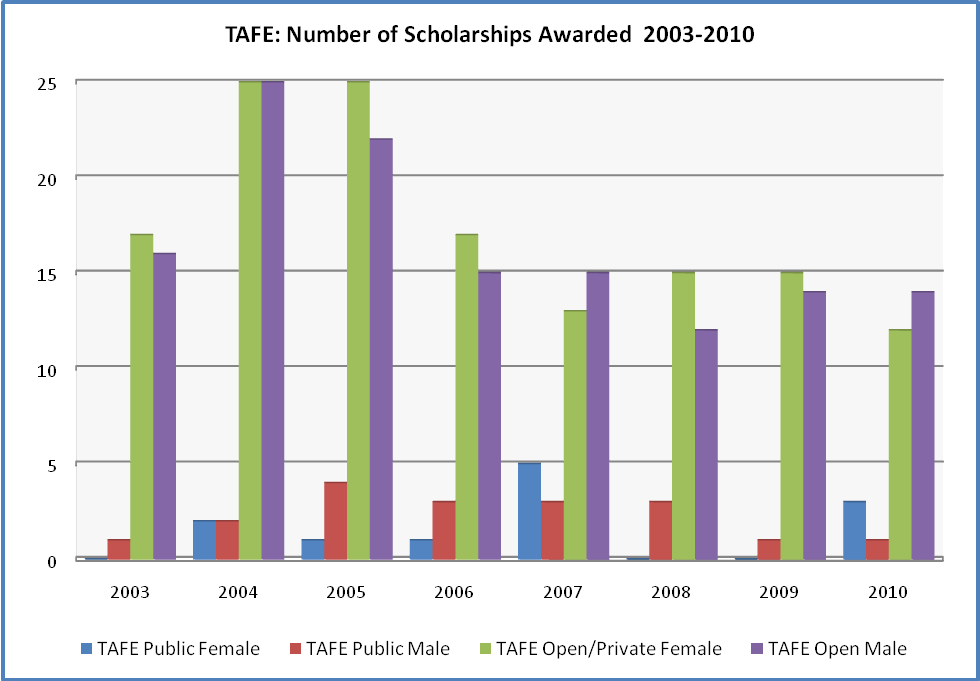 TAFE: Number of Scholarships Awarded  2003-2010
25
20
15
10
5
0
2003 2004 2005 2006 2007 2008 2009 2010
TAFE Public Female TAFE Public Male TAFE Open/Private Female TAFE Open Male